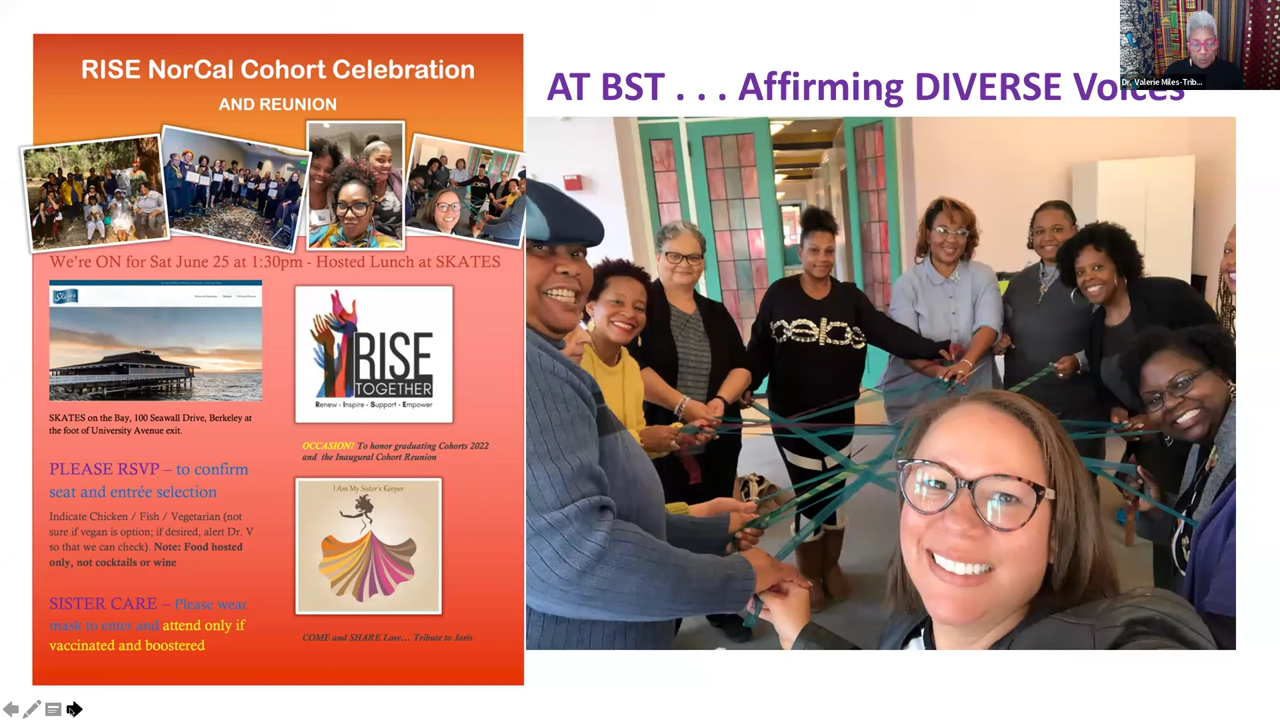 RISE NorCal Cohort Celebration
AND REUNION
We're ON for Sat June 25 at 1:30pm - Hosted Lunch at SKATES
Skates
SKATES on the Bay, 100 Seawall Drive, Berkeley at
the foot of University Avenue exit.
PLEASE RSVP – to confirm
seat and entrée selection
Indicate Chicken / Fish / Vegetarian (not
sure if vegan is option; if desired, alert Dr. V
so that we can check). Note: Food hosted
only, not cocktails or wine
SISTER CARE – Please wear
mask to enter and attend only if
vaccinated and boostered
RISE
TOGETHER
Renew · Inspire · Support · Empower
OCCASION? To honor graduating Cohorts 2022
and the Inaugural Cohort Reunion
I Am My Sister's Keeper
COME and SHARE Love... Tribute to Jaris
AT BST . . . Affirming DIVERSE Voices
Dr. Valerie Miles-Trib...